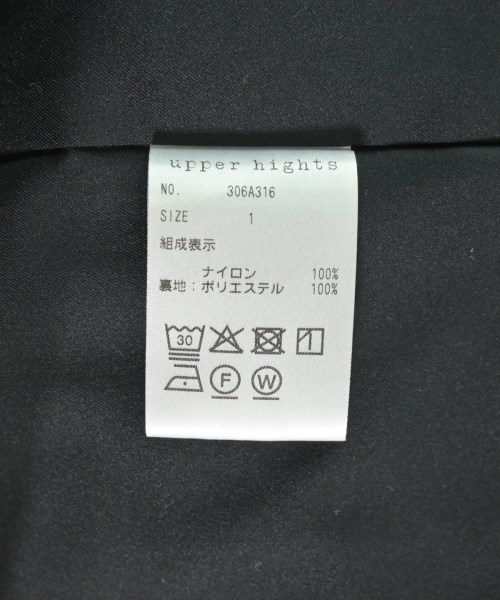 upper hights
NO. 306A316
SIZE 1
組成表示
ナイロン 100%
裏地：ポリエステル 100%
30
F W